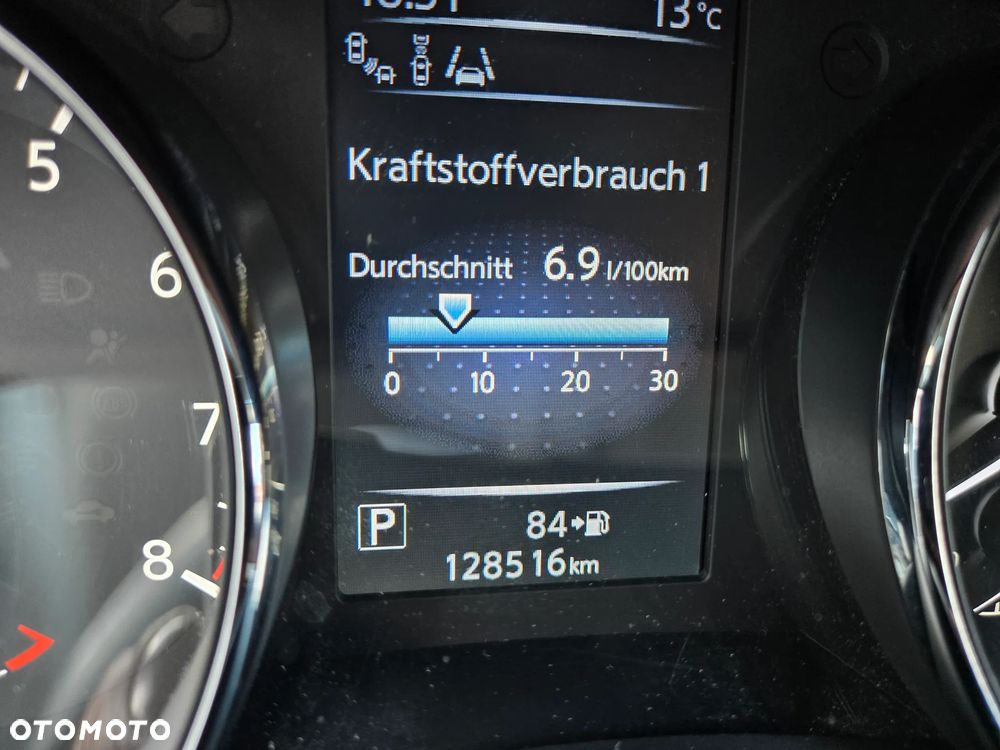 13°C
Kraftstoffverbrauch 1
Durchschnitt 6.9 l/100km
0 10 20 30
P 84
128516 km
5
6
7
8
OTOMOTO